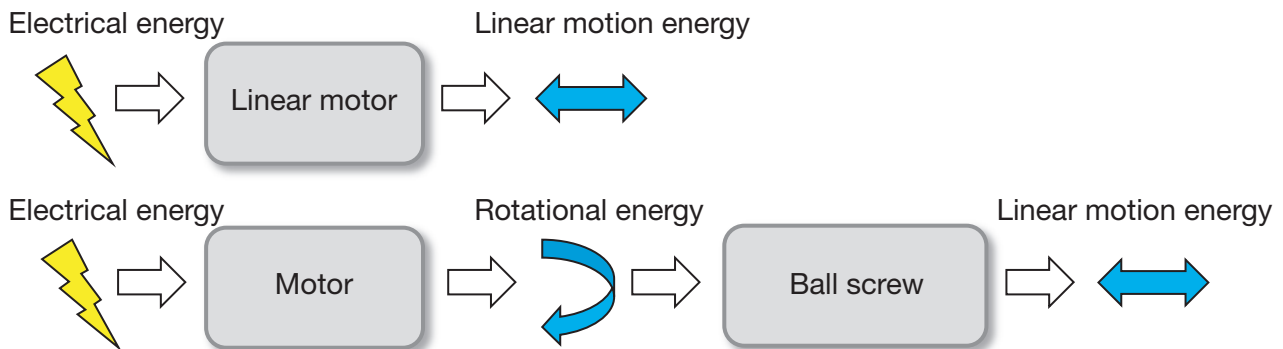 Electrical energy
Linear motion energy
Linear motor
Electrical energy
Rotational energy
Linear motion energy
Motor
Ball screw